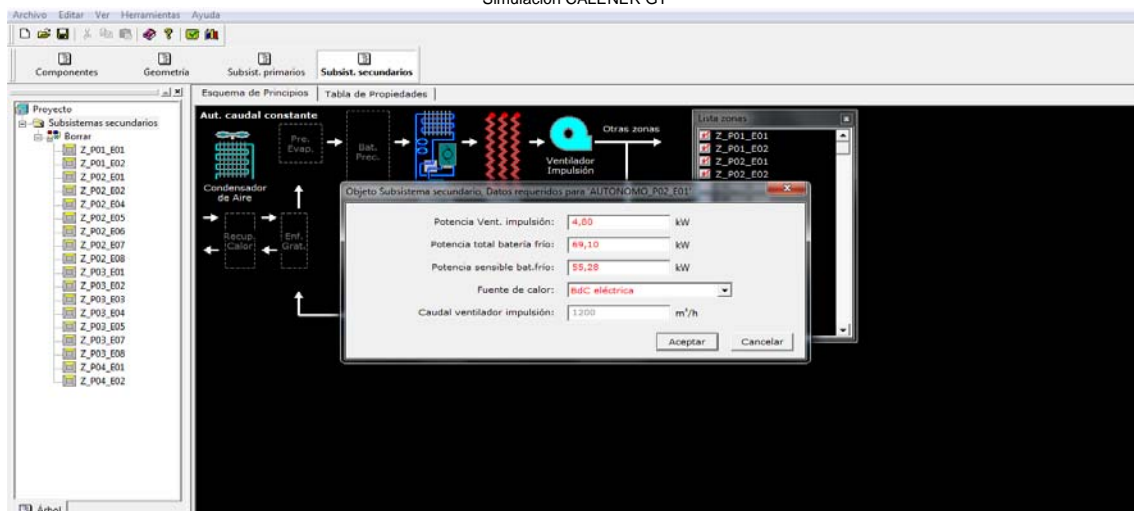 Simulación CALENER GT
Archivo Editar Ver Herramientas Ayuda
Componentes Geometría Subsist. primarios Subsist. secundarios
Esquema de Principios Tabla de Propiedades
Proyecto
Subsistemas secundarios
Borrar
Z_P01_E01
Z_P01_E02
Z_P02_E01
Z_P02_E02
Z_P02_E04
Z_P02_E05
Z_P02_E06
Z_P02_E07
Z_P02_E08
Z_P03_E01
Z_P03_E02
Z_P03_E03
Z_P03_E04
Z_P03_E05
Z_P03_E07
Z_P03_E08
Z_P04_E01
Z_P04_E02
Árbol
Aut. caudal constante
Pre. Evap.
Bat. Prec.
Otras zonas
Ventilador Impulsión
Condensador de Aire
Recup. Calor
Enf. Grat.
Lista zonas
Z_P01_E01
Z_P01_E02
Z_P02_E01
Z_P02_E02
Objeto Subsistema secundario, Datos requeridos para 'AUTONOMO_P02_E01'
Potencia Vent. impulsión: 4,80 kW
Potencia total batería frío: 69,10 kW
Potencia sensible bat.frío: 55,28 kW
Fuente de calor: BdC eléctrica
Caudal ventilador impulsión: 1200 m³/h
Aceptar Cancelar